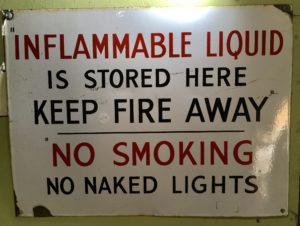 "INFLAMMABLE LIQUID
IS STORED HERE
KEEP FIRE AWAY"
"NO SMOKING
NO NAKED LIGHTS